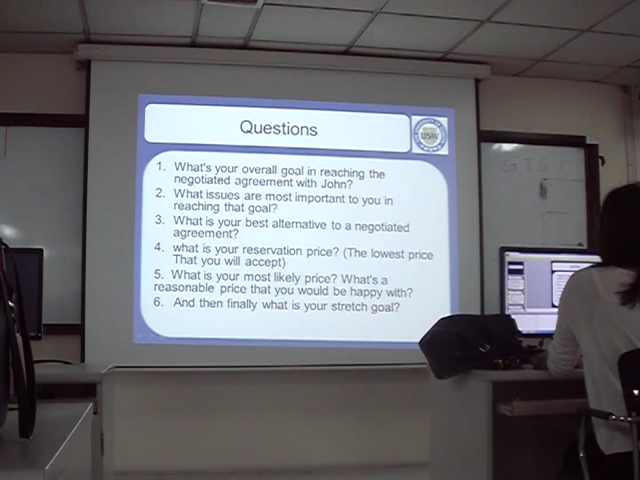 Questions
1. What's your overall goal in reaching the
negotiated agreement with John?
2. What issues are most important to you in
reaching that goal?
3. What is your best alternative to a negotiated
agreement?
4. what is your reservation price? (The lowest price
That you will accept)
5. What is your most likely price? What's a
reasonable price that you would be happy with?
6. And then finally what is your stretch goal?